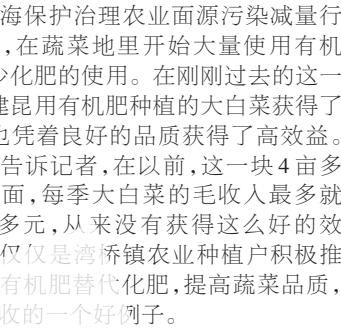 海保护治理农业面源污染减量行
,在蔬菜地里开始大量使用有机
少化肥的使用。在刚刚过去的这一
建昆用有机肥种植的大白菜获得了
也凭着良好的品质获得了高效益。
告诉记者,在以前,这一块4亩多
面,每季大白菜的毛收入最多就
多元,从来没有获得这么好的效
仅仅是湾桥镇农业种植户积极推
有机肥替代化肥,提高蔬菜品质,
收的一个好例子。